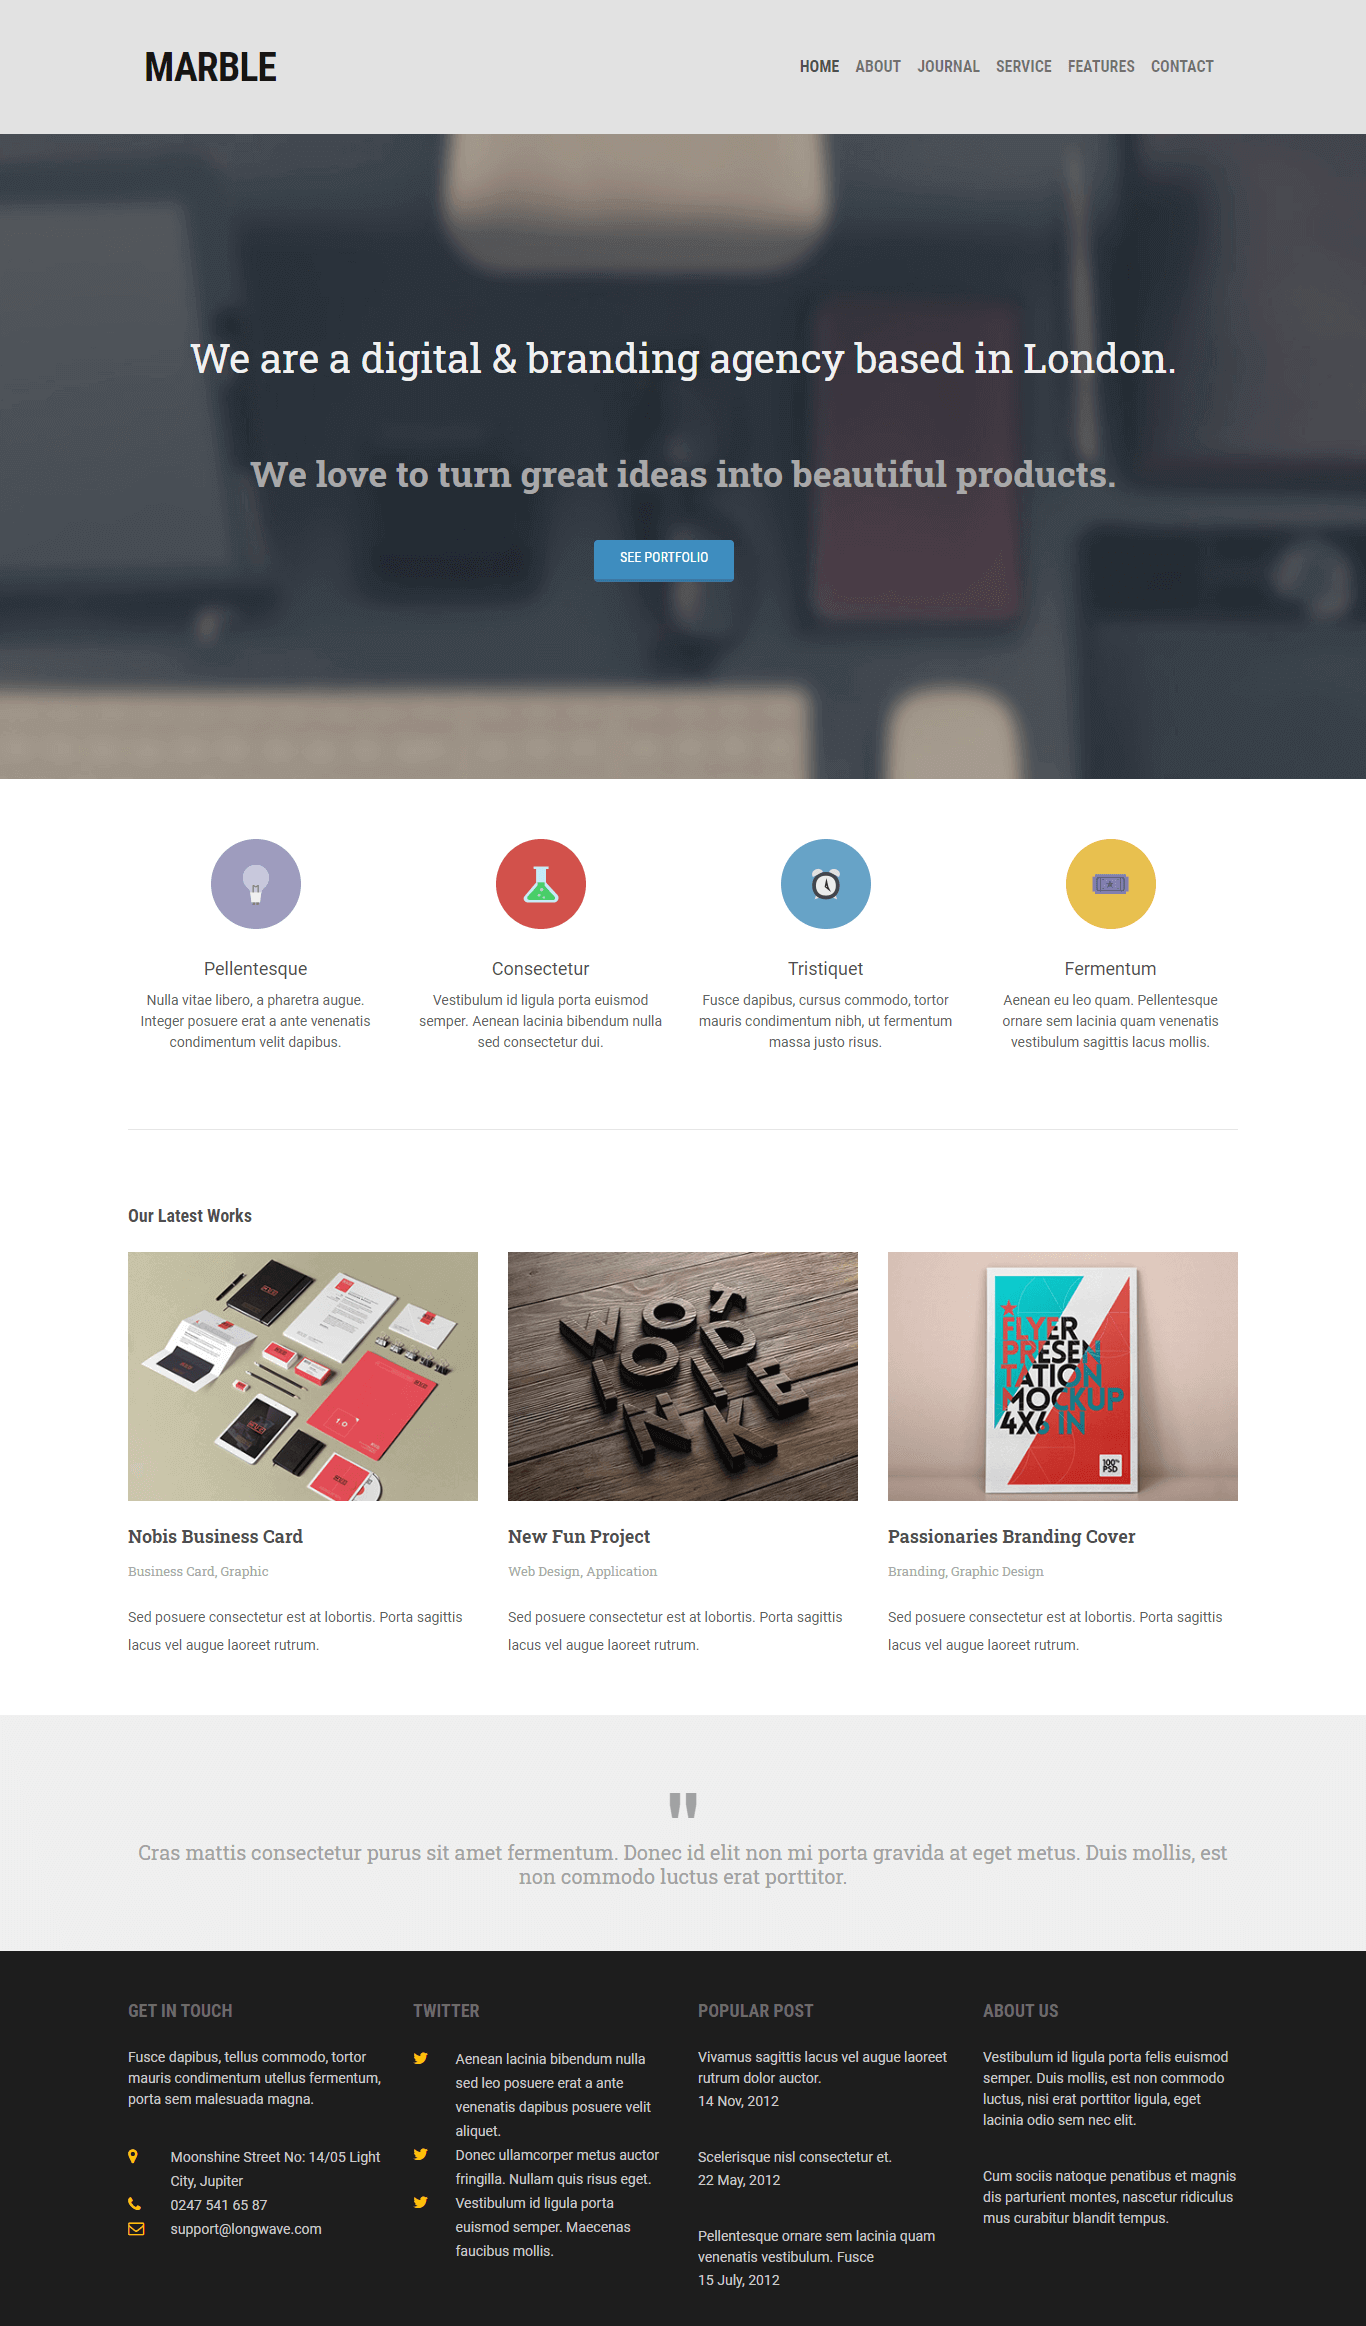 MARBLE
HOME ABOUT JOURNAL SERVICE FEATURES CONTACT
We are a digital & branding agency based in London.
We love to turn great ideas into beautiful products.
SEE PORTFOLIO
Pellentesque
Nulla vitae libero, a pharetra augue.
Integer posuere erat a ante venenatis
condimentum velit dapibus.
Consectetur
Vestibulum id ligula porta euismod
semper. Aenean lacinia bibendum nulla
sed consectetur dui.
Tristiquet
Fusce dapibus, cursus commodo, tortor
mauris condimentum nibh, ut fermentum
massa justo risus.
Fermentum
Aenean eu leo quam. Pellentesque
ornare sem lacinia quam venenatis
vestibulum sagittis lacus mollis.
Our Latest Works
WOOD
INK
FLYER
PRESEN
TATION
MOCKUP
4X6 IN
100%
PSD
Nobis Business Card
Business Card, Graphic
Sed posuere consectetur est at lobortis. Porta sagittis
lacus vel augue laoreet rutrum.
New Fun Project
Web Design, Application
Sed posuere consectetur est at lobortis. Porta sagittis
lacus vel augue laoreet rutrum.
Passionaries Branding Cover
Branding, Graphic Design
Sed posuere consectetur est at lobortis. Porta sagittis
lacus vel augue laoreet rutrum.
"
Cras mattis consectetur purus sit amet fermentum. Donec id elit non mi porta gravida at eget metus. Duis mollis, est
non commodo luctus erat porttitor.
GET IN TOUCH
Fusce dapibus, tellus commodo, tortor
mauris condimentum utellus fermentum,
porta sem malesuada magna.
Moonshine Street No: 14/05 Light
City, Jupiter
0247 541 65 87
support@longwave.com
TWITTER
Aenean lacinia bibendum nulla
sed leo posuere erat a ante
venenatis dapibus posuere velit
aliquet.
Donec ullamcorper metus auctor
fringilla. Nullam quis risus eget.
Vestibulum id ligula porta
euismod semper. Maecenas
faucibus mollis.
POPULAR POST
Vivamus sagittis lacus vel augue laoreet
rutrum dolor auctor.
14 Nov, 2012
Scelerisque nisl consectetur et.
22 May, 2012
Pellentesque ornare sem lacinia quam
venenatis vestibulum. Fusce
15 July, 2012
ABOUT US
Vestibulum id ligula porta felis euismod
semper. Duis mollis, est non commodo
luctus, nisi erat porttitor ligula, eget
lacinia odio sem nec elit.
Cum sociis natoque penatibus et magnis
dis parturient montes, nascetur ridiculus
mus curabitur blandit tempus.